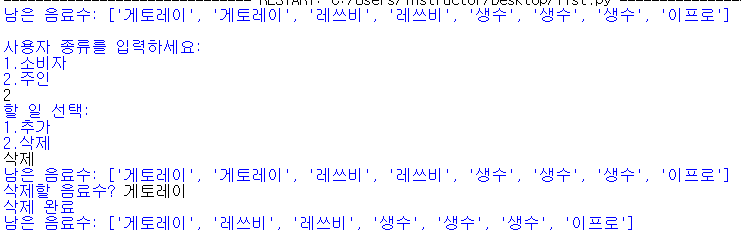 RESTART: C:/Users/instructor/Desktop/list.py
남은 음료수: ['게토레이', '게토레이', '레쓰비', '레쓰비', '생수', '생수', '생수', '이프로']
사용자 종류를 입력하세요:
1.소비자
2.주인
2
할 일 선택:
1.추가
2.삭제
삭제
남은 음료수: ['게토레이', '게토레이', '레쓰비', '레쓰비', '생수', '생수', '생수', '이프로']
삭제할 음료수? 게토레이
삭제 완료
남은 음료수: ['게토레이', '레쓰비', '레쓰비', '생수', '생수', '생수', '이프로']